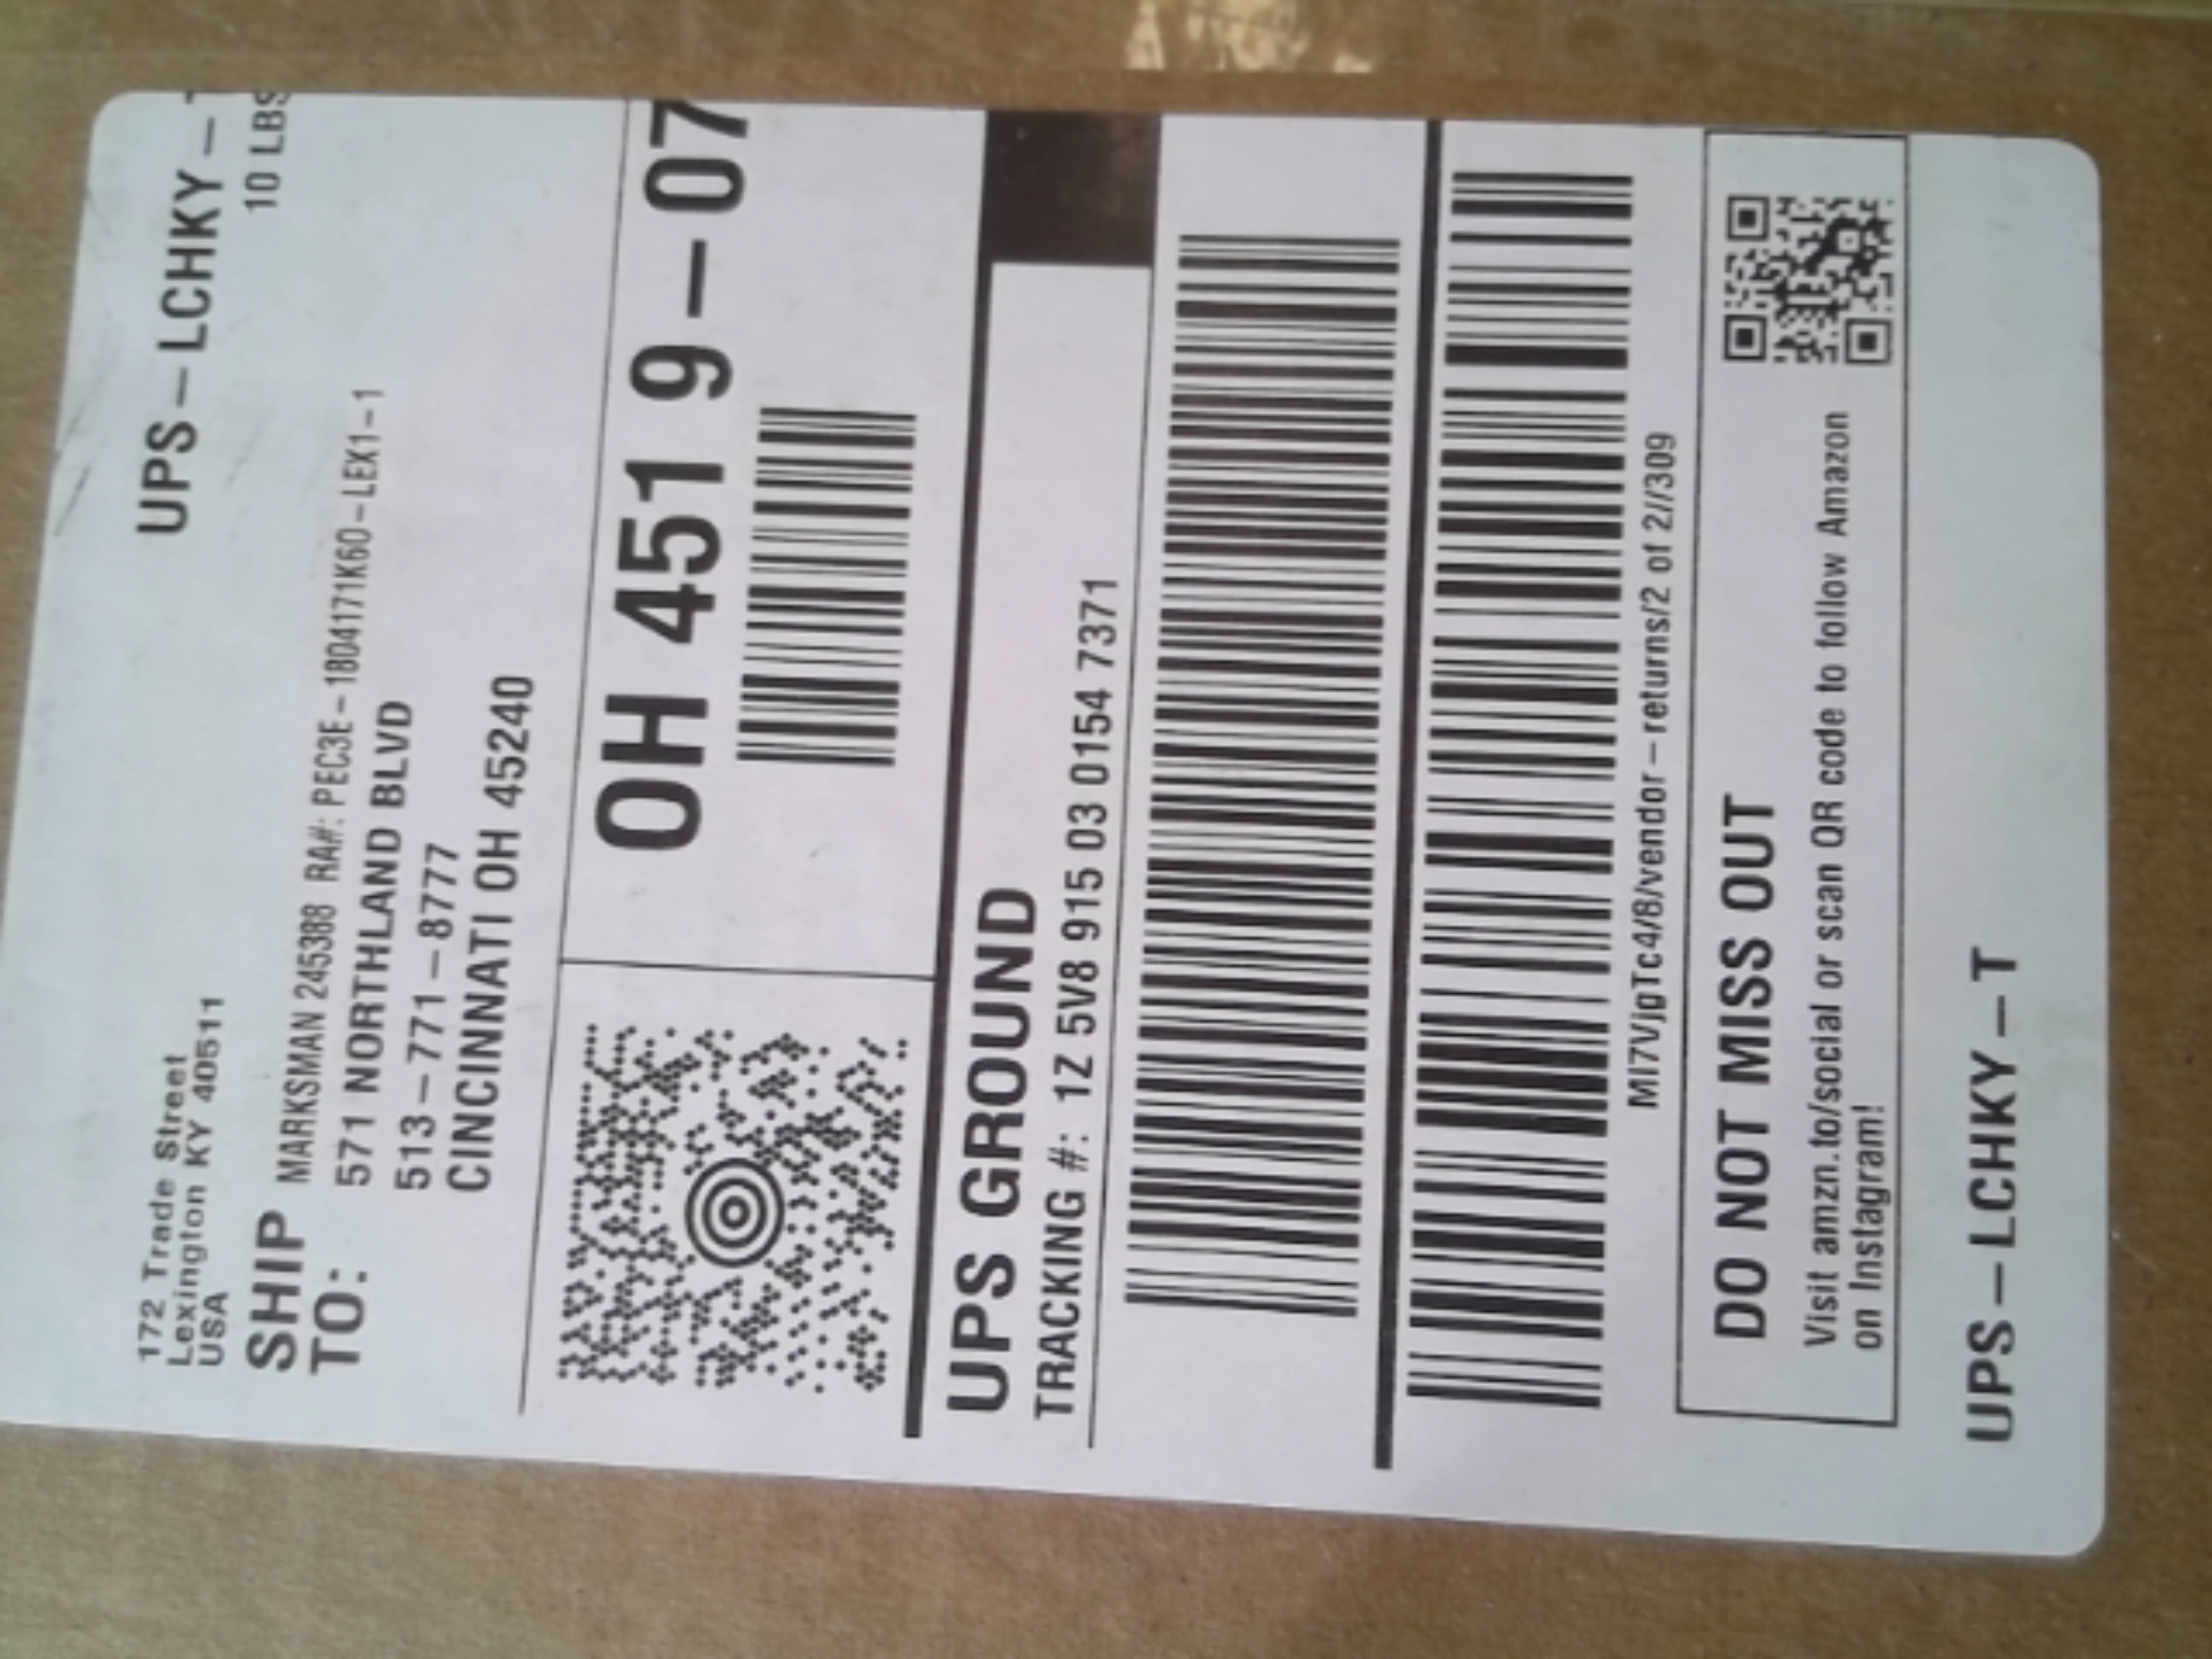 172 Trade Street
Lexington KY 40511
USA
UPS-LCHKY-T
10 LBS
SHIP TO:
MARKSMAN 245388 RA#: PEC3E-1804171K60-LEX1-1
571 NORTHLAND BLVD
513-771-8777
CINCINNATI OH 45240
OH 451 9-07
UPS GROUND
TRACKING #: 1Z 5V8 915 03 0154 7371
MI7VJgTc4/8/vendor-returns/2 of 2//309
DO NOT MISS OUT
Visit amzn.to/social or scan QR code to follow Amazon
on Instagram!
UPS-LCHKY-T